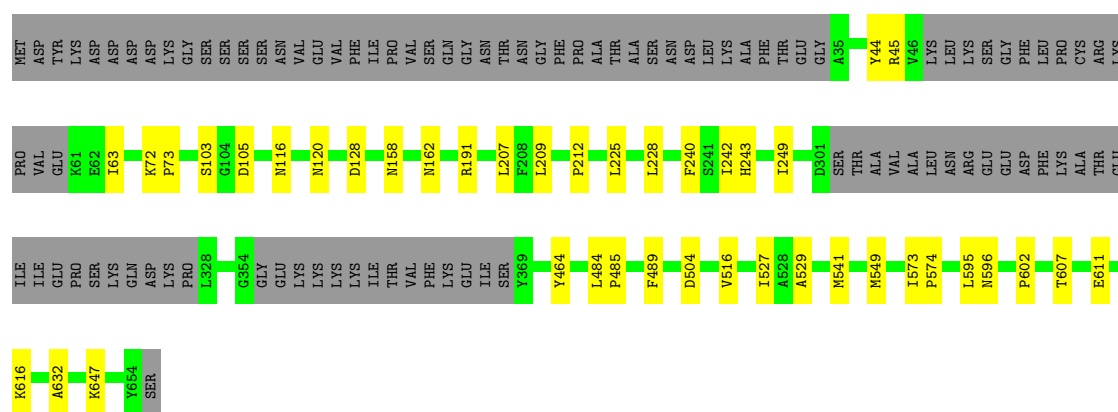 MET ASP TYR LYS ASP ASP ASP ASP LYS GLY SER SER SER SER ASN VAL GLU VAL PHE ILE PRO VAL SER GLN GLY ASN THR ASN GLY PHE PRO ALA THR ALA SER ASN ASP LEU LYS ALA PHE THR GLU GLY A35 Y44 R45 V46 LYS LEU LYS SER GLY PHE LEU PRO CYS ARG LYS
PRO VAL GLU K61 E62 I63 K72 P73 S103 G104 D105 N116 N120 D128 N158 N162 R191 L207 F208 L209 P212 L225 L228 F240 S241 I242 H243 I249 D301 SER THR ALA VAL ALA LEU ASN ARG GLU GLU ASP PHE LYS ALA THR GLU
ILE ILE GLU PRO SER LYS GLN ASP LYS PRO L328 G354 GLY GLU LYS LYS LYS LYS ILE THR VAL PHE LYS GLU ILE SER Y369 Y464 L484 P485 F489 D504 V516 I527 A528 A529 M541 M549 I573 P574 L595 N596 P602 T607 E611
K616 A632 K647 Y654 SER